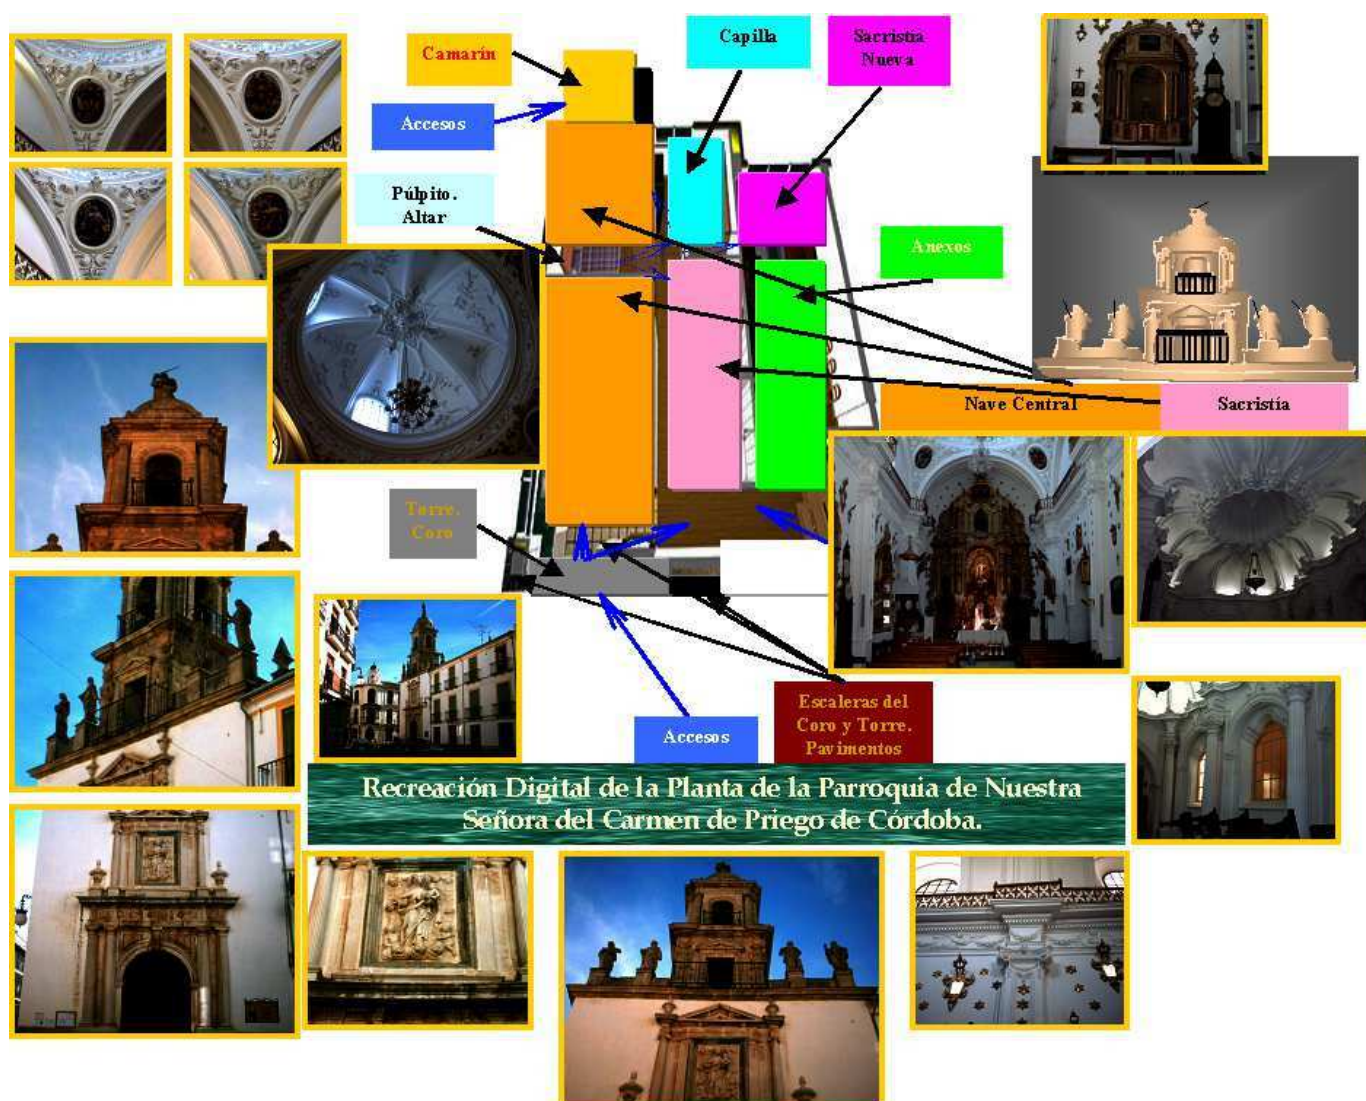 Camarín
Capilla
Sacristía
Nueva
Accesos
Púlpito.
Altar
Anexos
Nave Central
Sacristía
Torre.
Coro
Escaleras del
Coro y Torre.
Pavimentos
Accesos
Recreación Digital de la Planta de la Parroquia de Nuestra
Señora del Carmen de Priego de Córdoba.